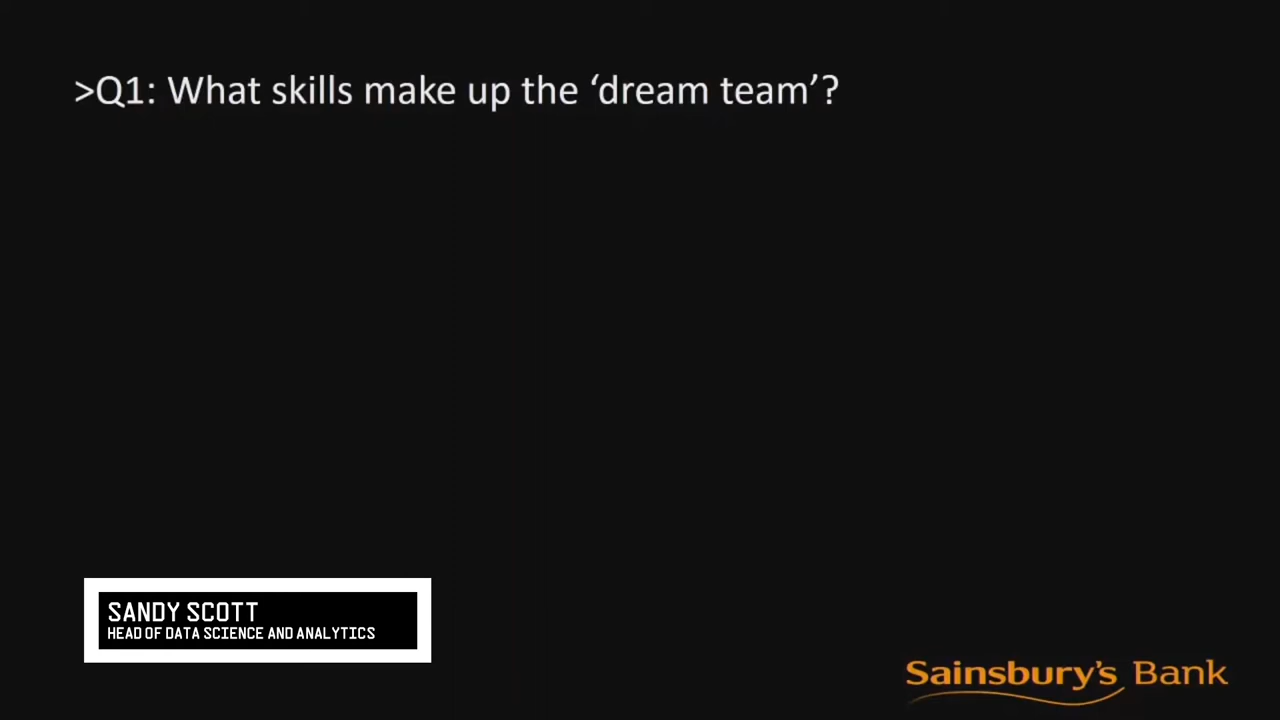 >Q1: What skills make up the ‘dream team’?
SANDY SCOTT
HEAD OF DATA SCIENCE AND ANALYTICS
Sainsbury's Bank